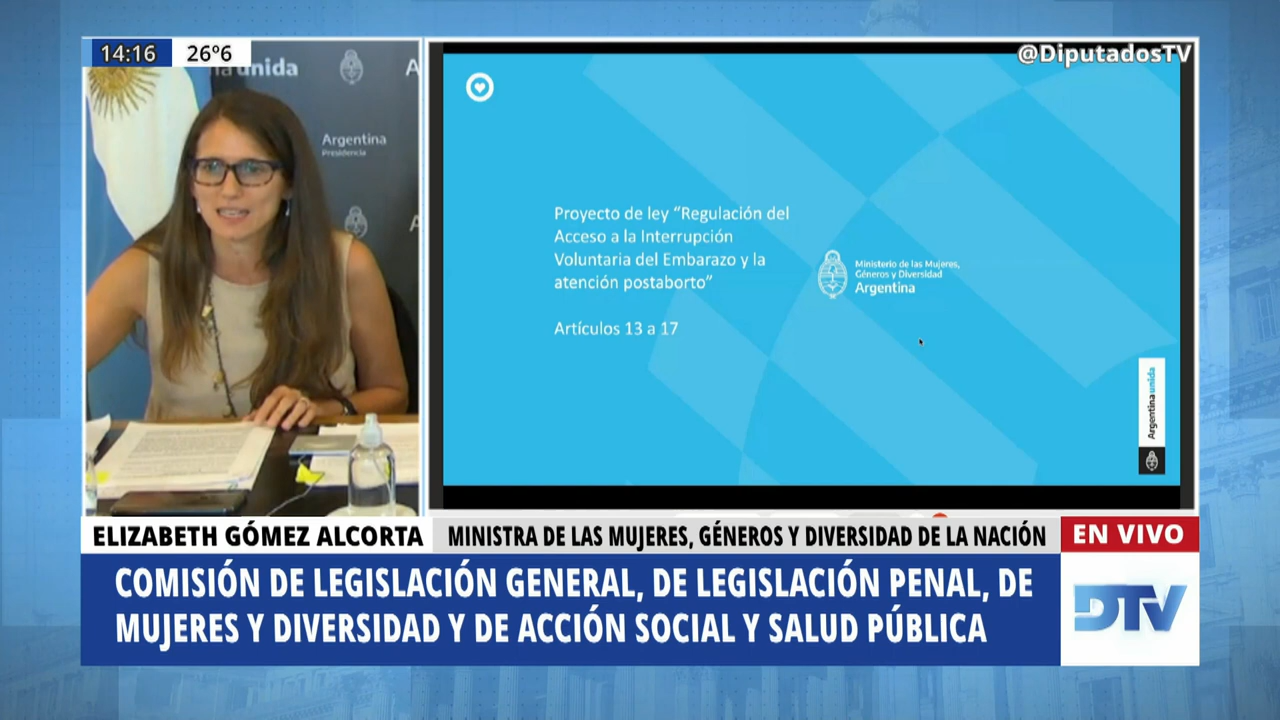 14:16
26°6
na unida
A
Argentina
Presidencia
@DiputadosTV
Proyecto de ley “Regulación del
Acceso a la Interrupción
Voluntaria del Embarazo y la
atención postaborto”
Artículos 13 a 17
Ministerio de las Mujeres,
Géneros y Diversidad
Argentina
Argentina unida
ELIZABETH GÓMEZ ALCORTA
MINISTRA DE LAS MUJERES, GÉNEROS Y DIVERSIDAD DE LA NACIÓN
EN VIVO
COMISIÓN DE LEGISLACIÓN GENERAL, DE LEGISLACIÓN PENAL, DE
MUJERES Y DIVERSIDAD Y DE ACCIÓN SOCIAL Y SALUD PÚBLICA
DTV